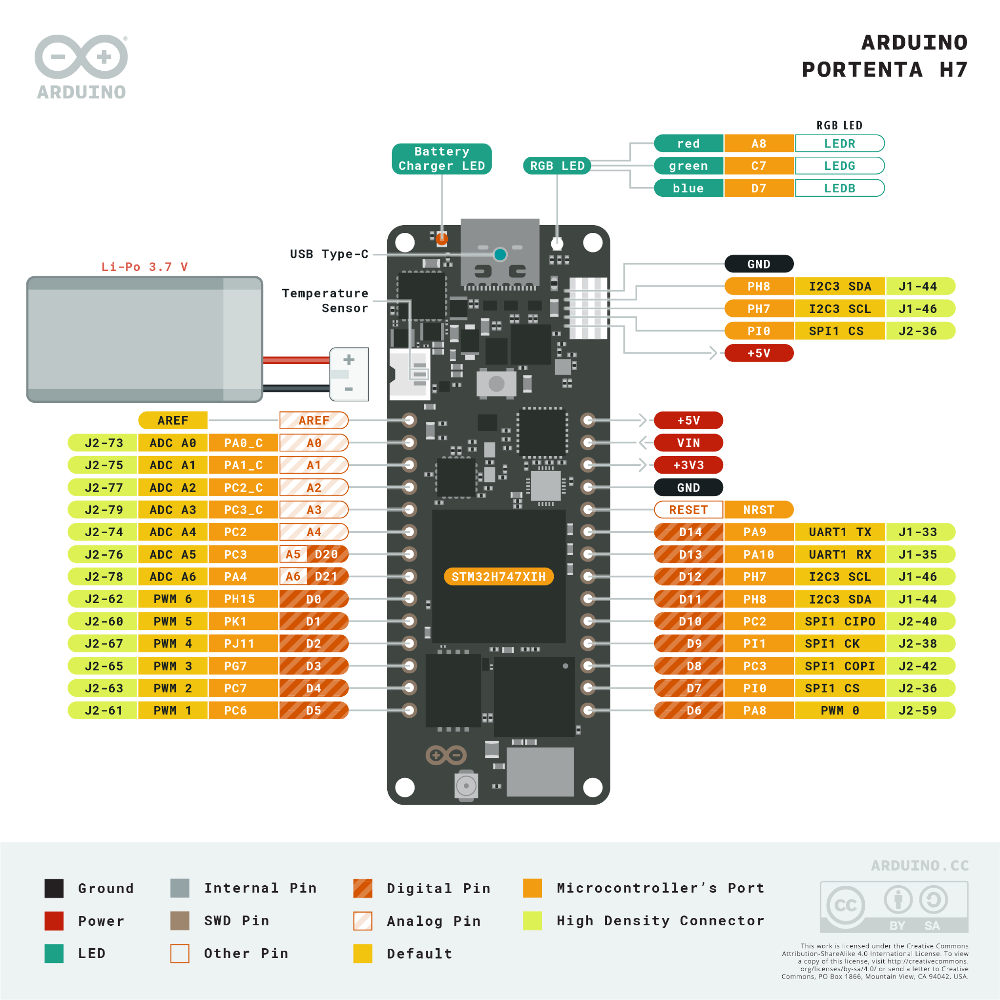 ARDUINO
PORTENTA H7
®
ARDUINO
RGB LED
red A8 LEDR
Battery
Charger LED
RGB LED
green C7 LEDG
blue D7 LEDB
USB Type-C
Li-Po 3.7 V
Temperature
Sensor
GND
PH8 I2C3 SDA J1-44
PH7 I2C3 SCL J1-46
PI0 SPI1 CS J2-36
+5V
+
-
AREF AREF +5V
J2-73 ADC A0 PA0_C A0 VIN
J2-75 ADC A1 PA1_C A1 +3V3
J2-77 ADC A2 PC2_C A2 GND
J2-79 ADC A3 PC3_C A3 RESET NRST
J2-74 ADC A4 PC2 A4 D14 PA9 UART1 TX J1-33
J2-76 ADC A5 PC3 A5 D20 D13 PA10 UART1 RX J1-35
J2-78 ADC A6 PA4 A6 D21 STM32H747XIH D12 PH7 I2C3 SCL J1-46
J2-62 PWM 6 PH15 D0 D11 PH8 I2C3 SDA J1-44
J2-60 PWM 5 PK1 D1 D10 PC2 SPI1 CIPO J2-40
J2-67 PWM 4 PJ11 D2 D9 PI1 SPI1 CK J2-38
J2-65 PWM 3 PG7 D3 D8 PC3 SPI1 COPI J2-42
J2-63 PWM 2 PC7 D4 D7 PI0 SPI1 CS J2-36
J2-61 PWM 1 PC6 D5 D6 PA8 PWM 0 J2-59
Ground
Power
LED
Internal Pin
SWD Pin
Other Pin
Digital Pin
Analog Pin
Default
Microcontroller's Port
High Density Connector
ARDUINO.CC
CC
BY SA
This work is licensed under the Creative Commons
Attribution-ShareAlike 4.0 International License. To view
a copy of this license, visit http://creativecommons.
org/licenses/by-sa/4.0/ or send a letter to Creative
Commons, PO Box 1866, Mountain View, CA 94042, USA.